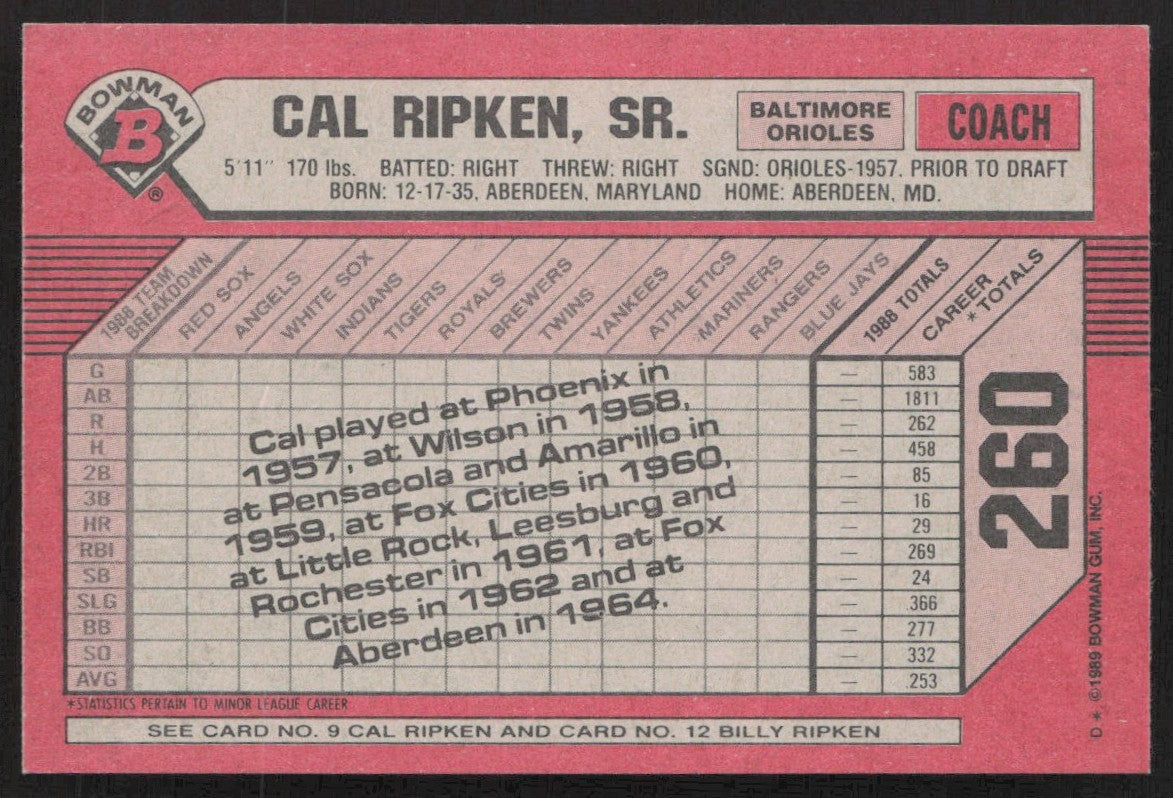 BOWMAN
B
®
CAL RIPKEN, SR.
BALTIMORE
ORIOLES
COACH
5'11" 170 lbs. BATTED: RIGHT THREW: RIGHT SGND: ORIOLES-1957. PRIOR TO DRAFT
BORN: 12-17-35, ABERDEEN, MARYLAND HOME: ABERDEEN, MD.
1988 TEAM
BREAKDOWN
RED SOX
ANGELS
WHITE SOX
INDIANS
TIGERS
ROYALS
BREWERS
TWINS
YANKEES
ATHLETICS
MARINERS
RANGERS
BLUE JAYS
1988 TOTALS
CAREER
* TOTALS
G — 583
AB — 1811
R — 262
H — 458
2B — 85
3B — 16
HR — 29
RBI — 269
SB — 24
SLG — .366
BB — 277
SO — 332
AVG — .253
Cal played at Phoenix in
1957, at Wilson in 1958,
at Pensacola and Amarillo in
1959, at Fox Cities in 1960,
at Little Rock, Leesburg and
Rochester in 1961, at Fox
Cities in 1962 and at
Aberdeen in 1964.
260
*STATISTICS PERTAIN TO MINOR LEAGUE CAREER
SEE CARD NO. 9 CAL RIPKEN AND CARD NO. 12 BILLY RIPKEN
D*. ©1989 BOWMAN GUM, INC.